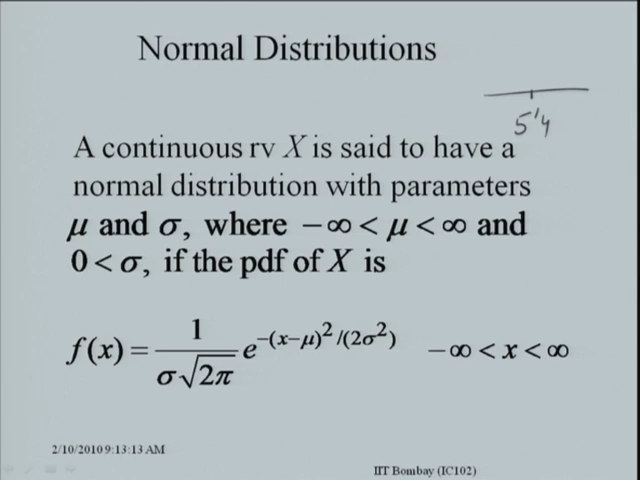 Normal Distributions
5'4
A continuous rv X is said to have a
normal distribution with parameters
μ and σ, where −∞ < μ < ∞ and
0 < σ, if the pdf of X is
f(x) = 1/(σ√2π) e^−(x−μ)²/(2σ²) −∞ < x < ∞
2/10/2010 9:13:13 AM
IIT Bombay (IC102)